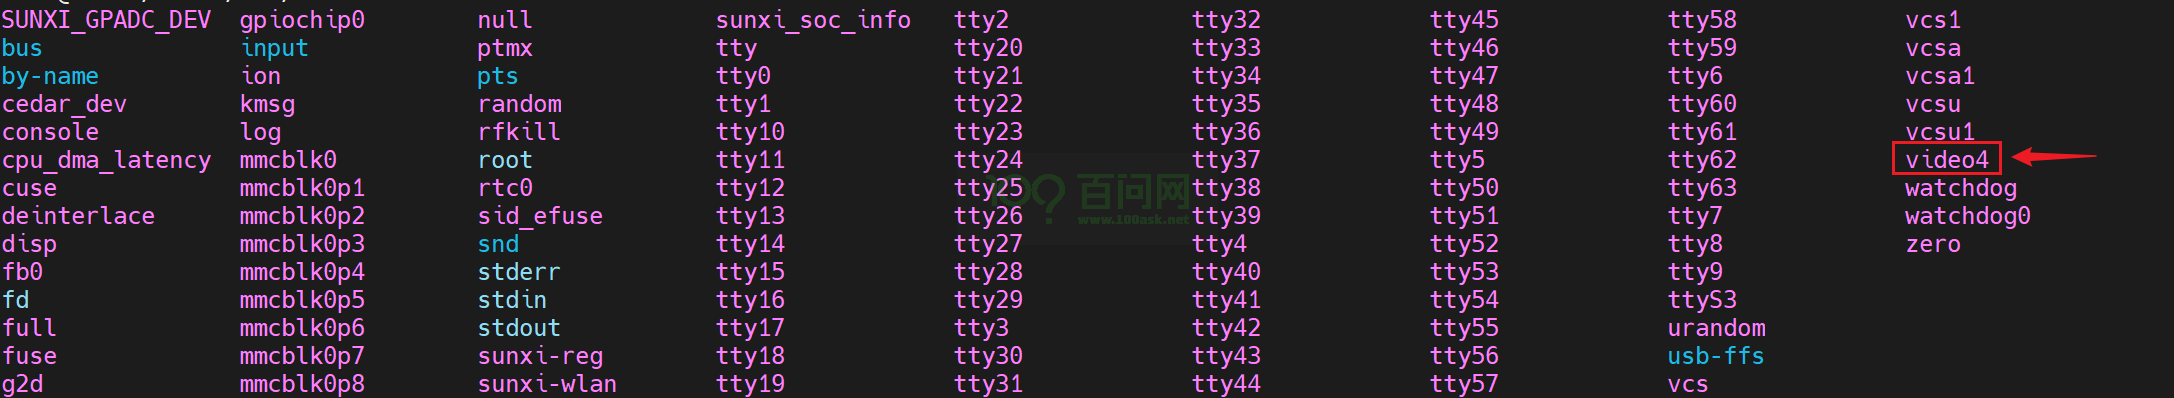 SUNXI_GPADC_DEV gpiochip0 null sunxi_soc_info tty2 tty32 tty45 tty58 vcs1
bus input ptmx tty tty20 tty33 tty46 tty59 vcsa
by-name ion pts tty0 tty21 tty34 tty47 tty6 vcsa1
cedar_dev kmsg random tty1 tty22 tty35 tty48 tty60 vcsu
console log rfkill tty10 tty23 tty36 tty49 tty61 vcsu1
cpu_dma_latency mmcblk0 root tty11 tty24 tty37 tty5 tty62 video4
cuse mmcblk0p1 rtc0 tty12 tty25 tty38 tty50 tty63 watchdog
deinterlace mmcblk0p2 sid_efuse tty13 tty26 tty39 tty51 tty7 watchdog0
disp mmcblk0p3 snd tty14 tty27 tty4 tty52 tty8 zero
fb0 mmcblk0p4 stderr tty15 tty28 tty40 tty53 tty9
fd mmcblk0p5 stdin tty16 tty29 tty41 tty54 ttyS3
full mmcblk0p6 stdout tty17 tty3 tty42 tty55 urandom
fuse mmcblk0p7 sunxi-reg tty18 tty30 tty43 tty56 usb-ffs
g2d mmcblk0p8 sunxi-wlan tty19 tty31 tty44 tty57 vcs
百问网
www.100ask.net